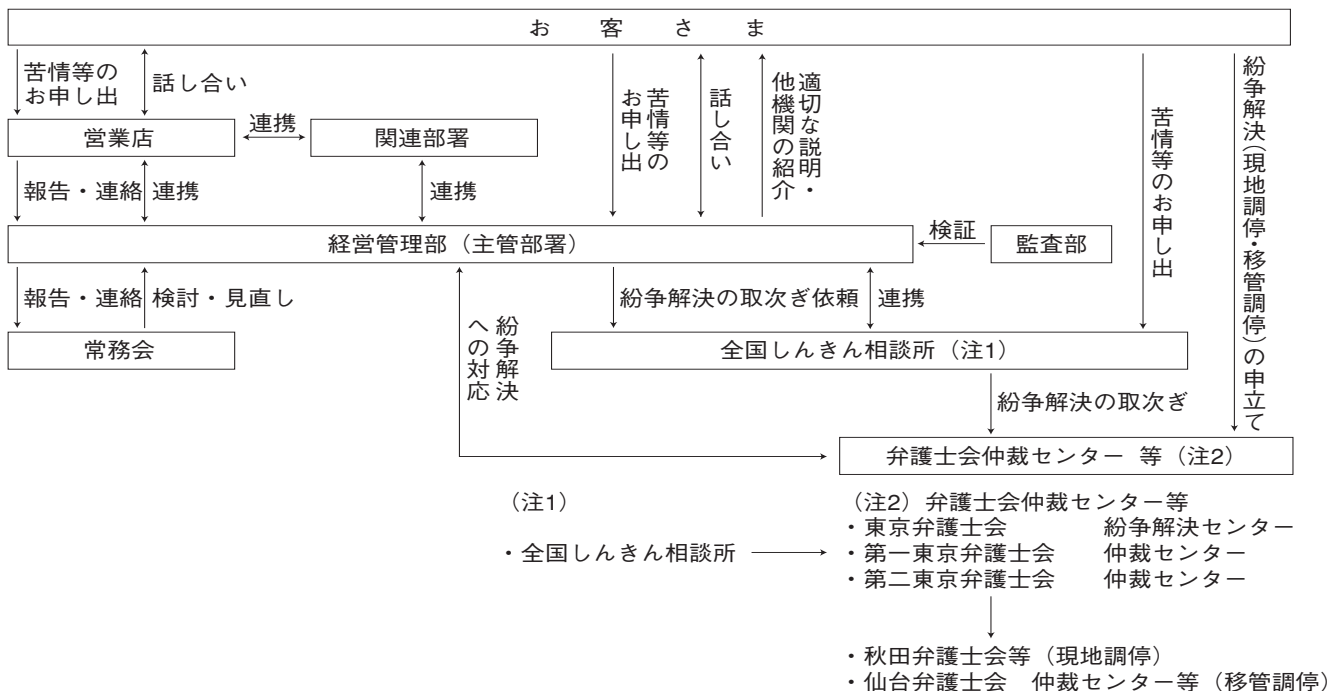 お客さま
苦情等の
お申し出
話し合い
苦情等の
お申し出
話し合い
適切な説明・
他機関の紹介
苦情等のお申し出
紛争解決(現地調停・移管調停)の申立て
営業店
連携
関連部署
報告・連絡
連携
連携
経営管理部（主管部署）
検証
監査部
報告・連絡
検討・見直し
紛争解決
への対応
紛争解決の取次ぎ依頼
連携
常務会
全国しんきん相談所（注1）
紛争解決の取次ぎ
弁護士会仲裁センター 等（注2）
（注1）
・全国しんきん相談所
（注2）弁護士会仲裁センター等
・東京弁護士会　紛争解決センター
・第一東京弁護士会　仲裁センター
・第二東京弁護士会　仲裁センター
・秋田弁護士会等（現地調停）
・仙台弁護士会　仲裁センター等（移管調停）